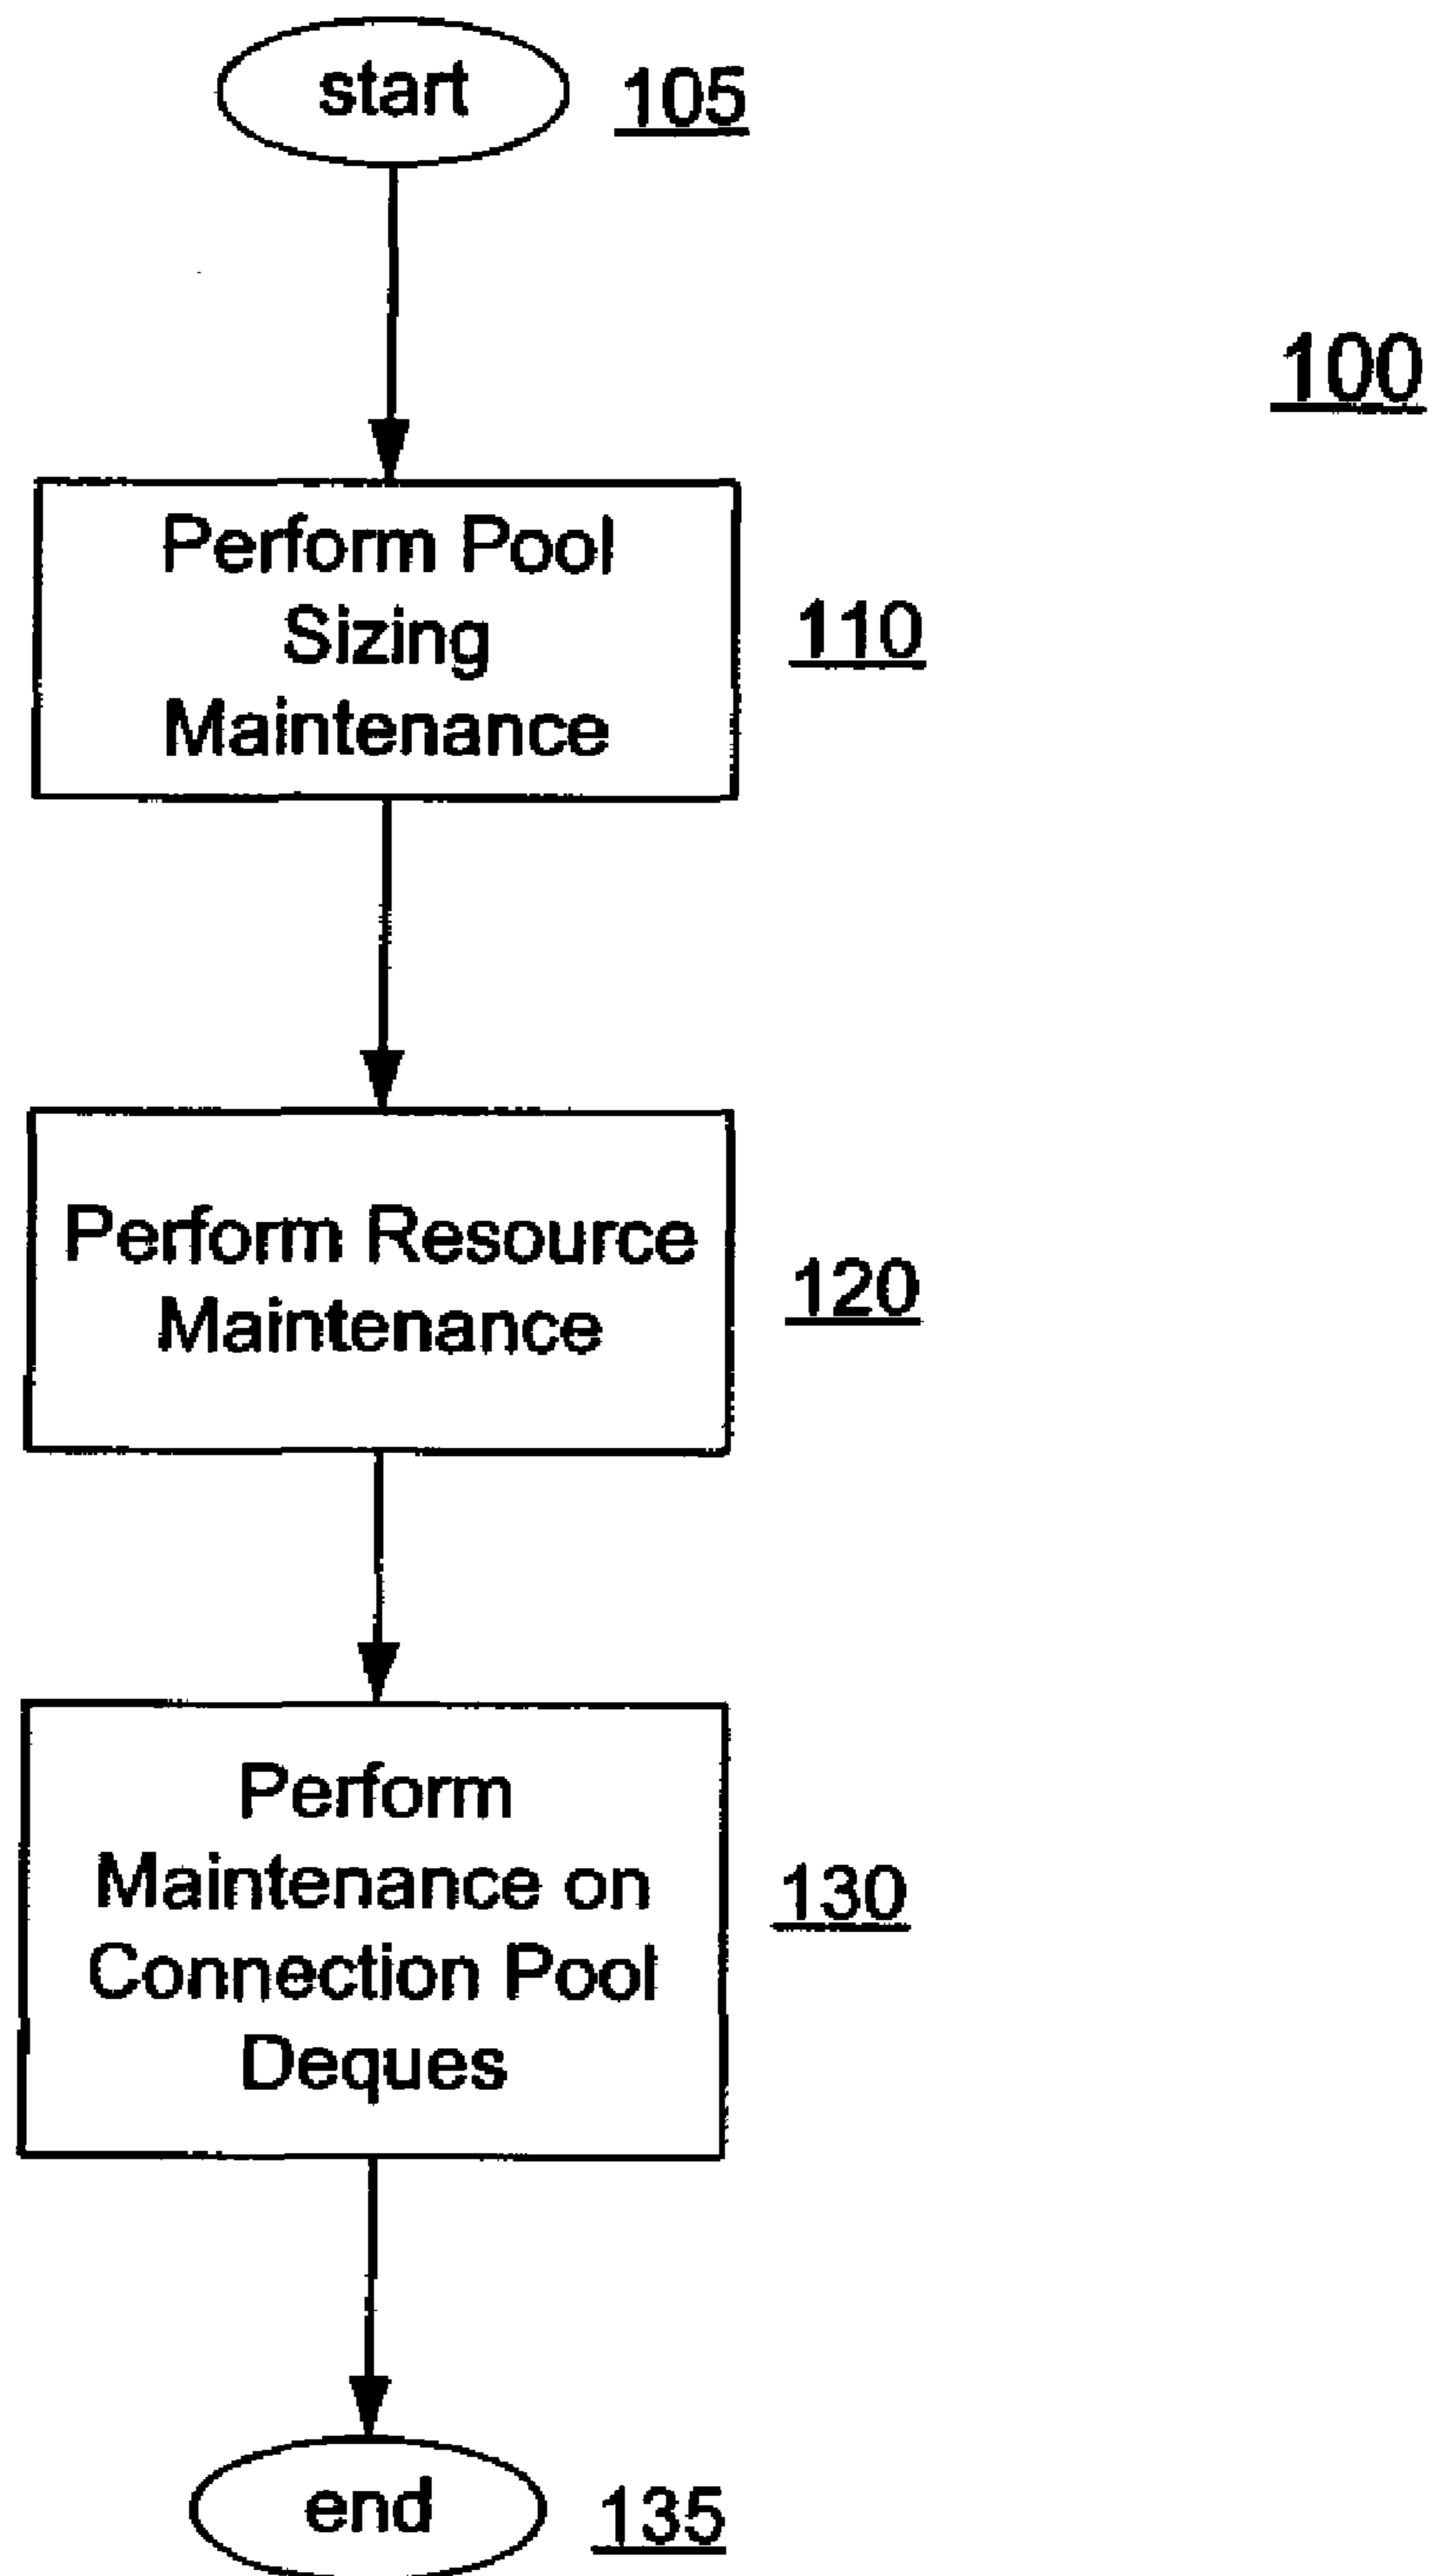 start
105
100
Perform Pool
Sizing
Maintenance
110
Perform Resource
Maintenance
120
Perform
Maintenance on
Connection Pool
Deques
130
end
135